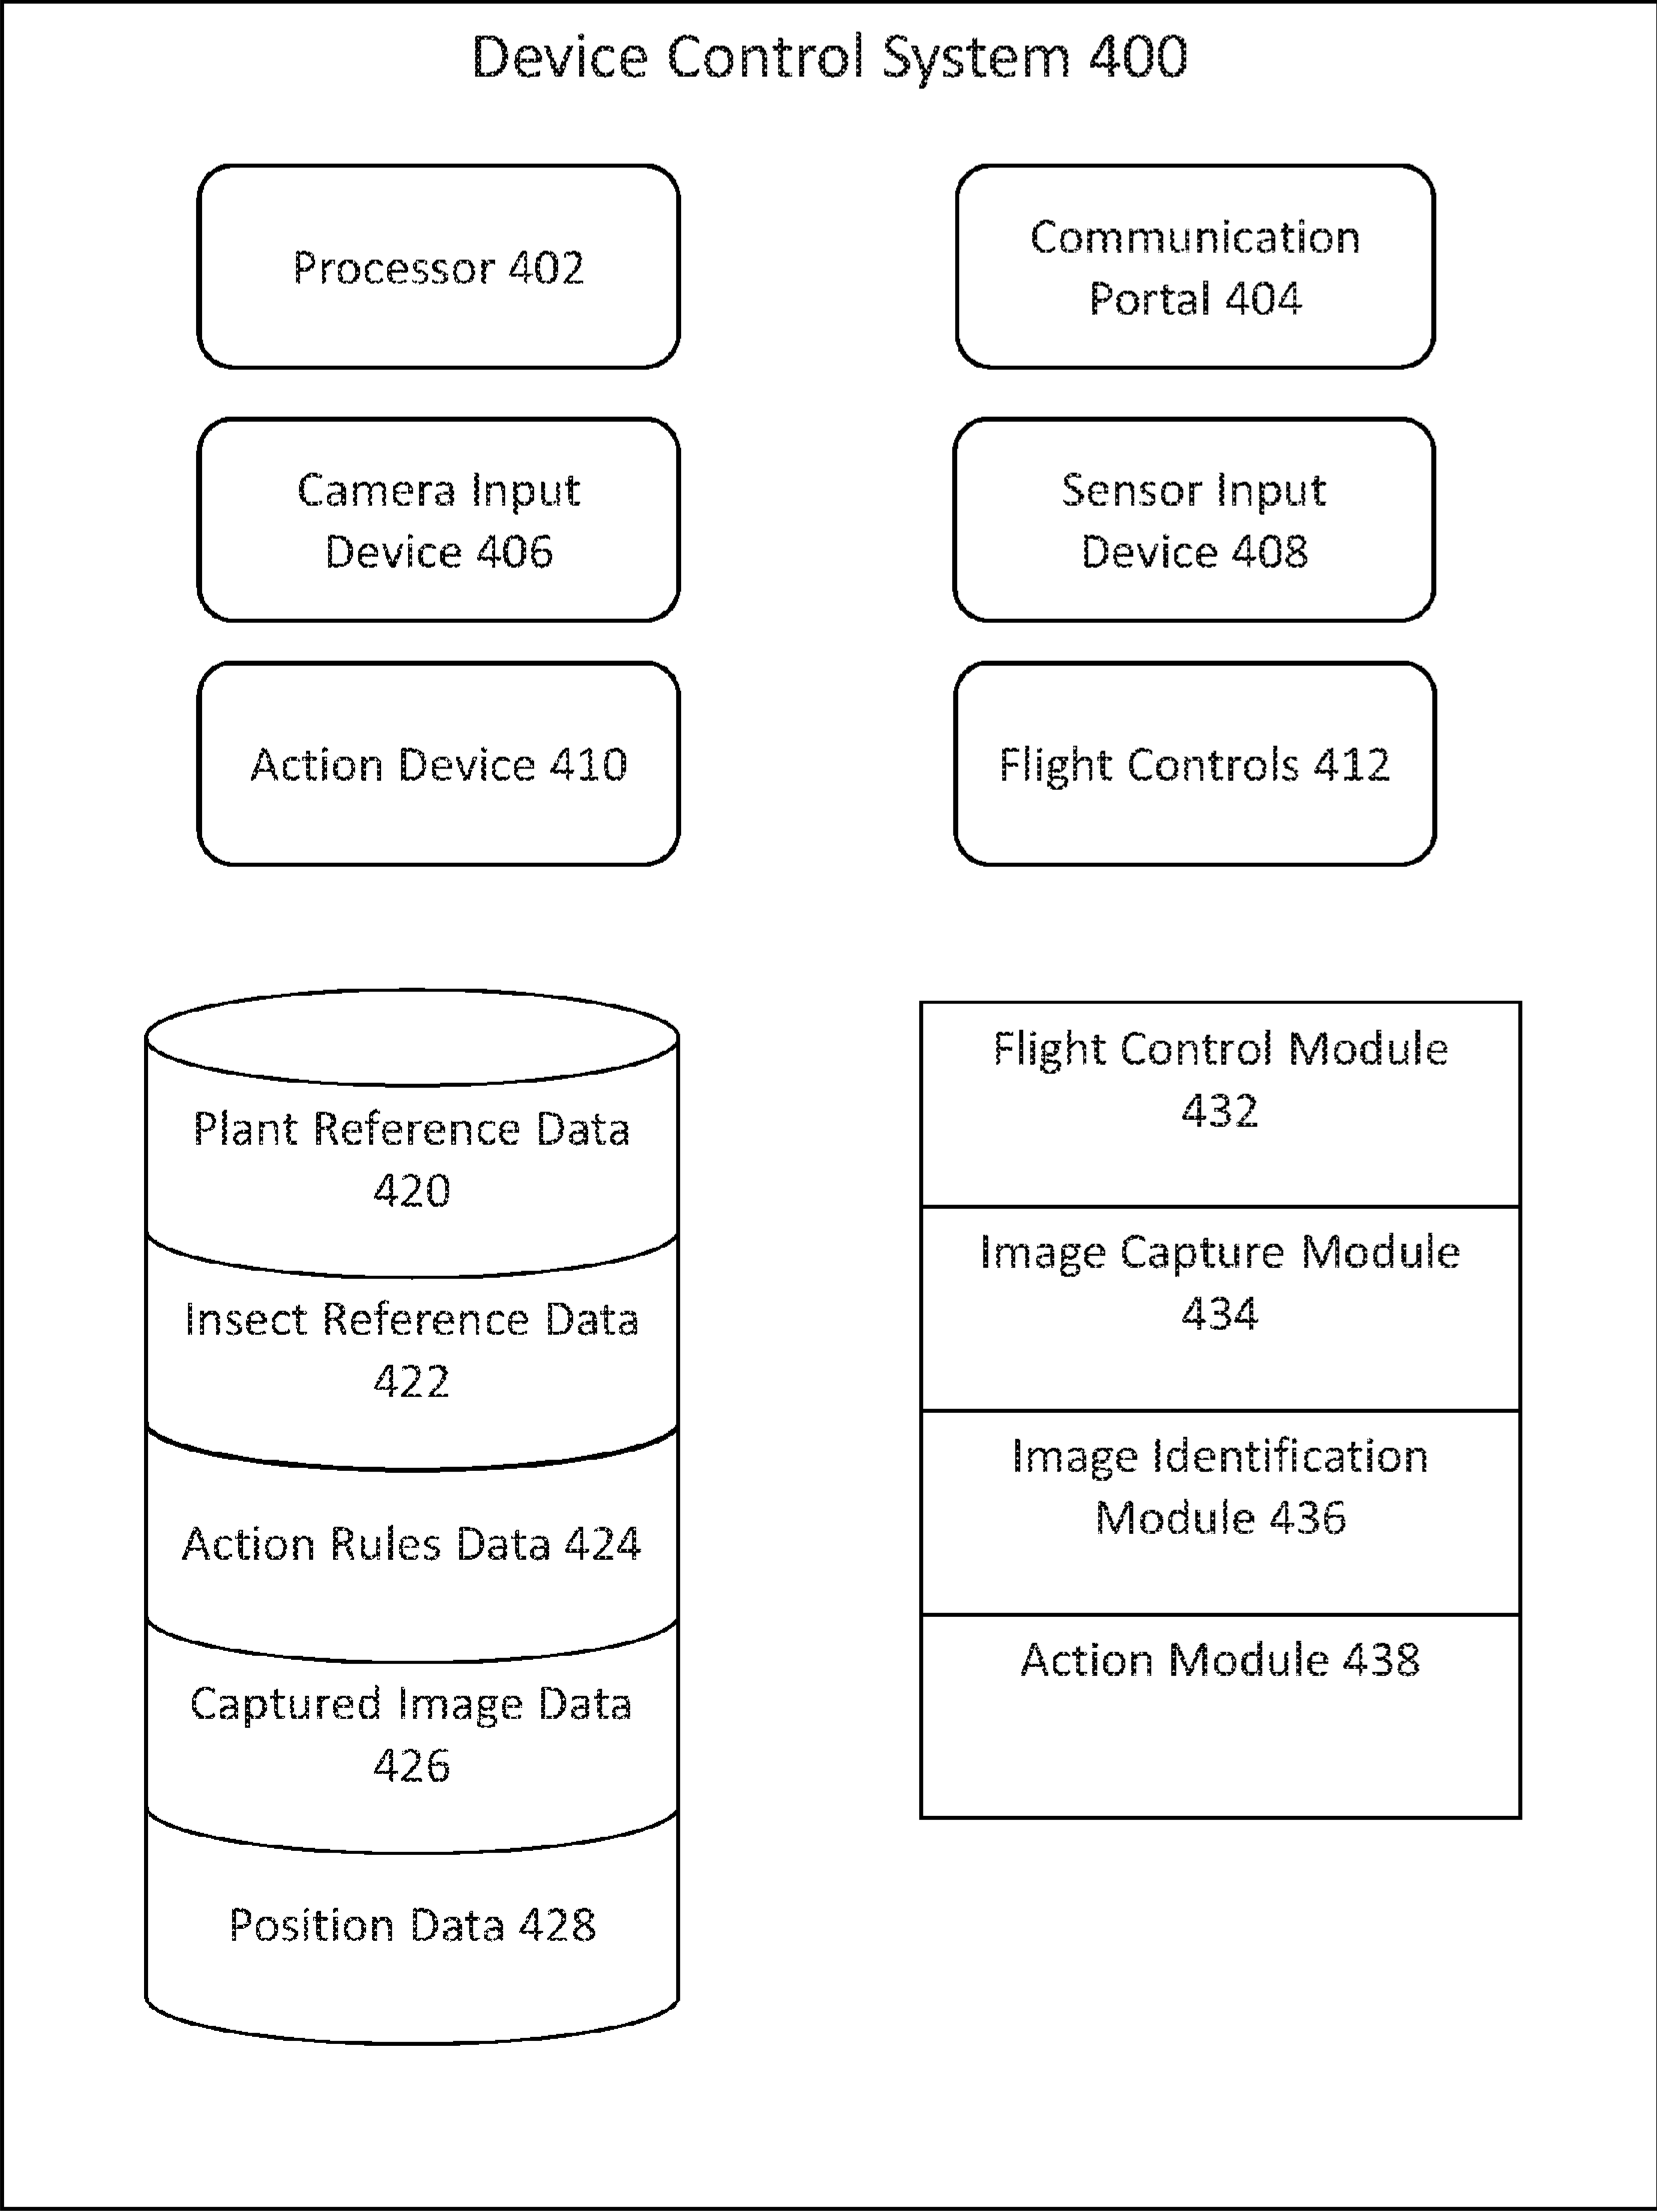 Device Control System 400
Processor 402
Communication
Portal 404
Camera Input
Device 406
Sensor Input
Device 408
Action Device 410
Flight Controls 412
Plant Reference Data
420
Insect Reference Data
422
Action Rules Data 424
Captured Image Data
426
Position Data 428
Flight Control Module
432
Image Capture Module
434
Image Identification
Module 436
Action Module 438